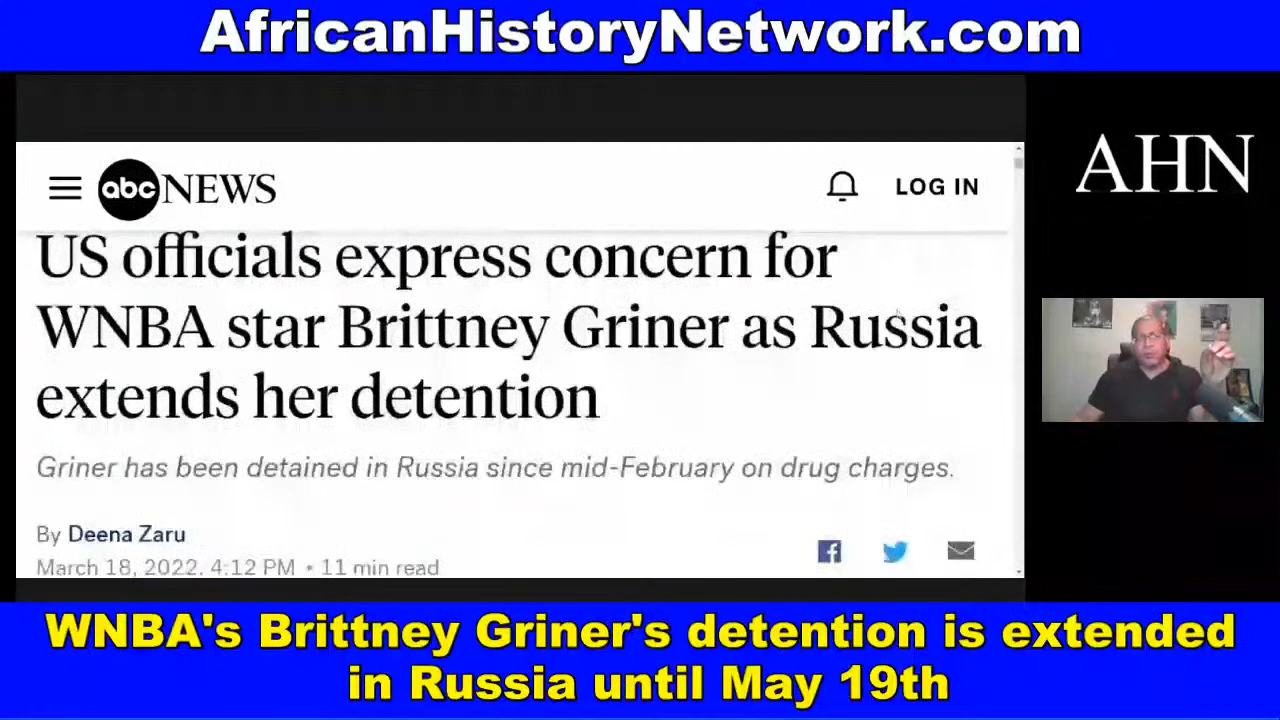 AfricanHistoryNetwork.com
AHN
abc NEWS
LOG IN
US officials express concern for
WNBA star Brittney Griner as Russia
extends her detention
Griner has been detained in Russia since mid-February on drug charges.
By Deena Zaru
March 18, 2022, 4:12 PM • 11 min read
WNBA's Brittney Griner's detention is extended
in Russia until May 19th